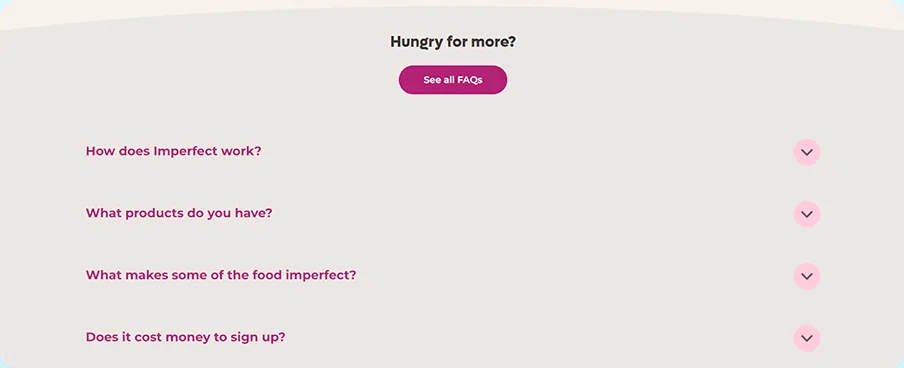 Hungry for more?
See all FAQs
How does Imperfect work?
What products do you have?
What makes some of the food imperfect?
Does it cost money to sign up?